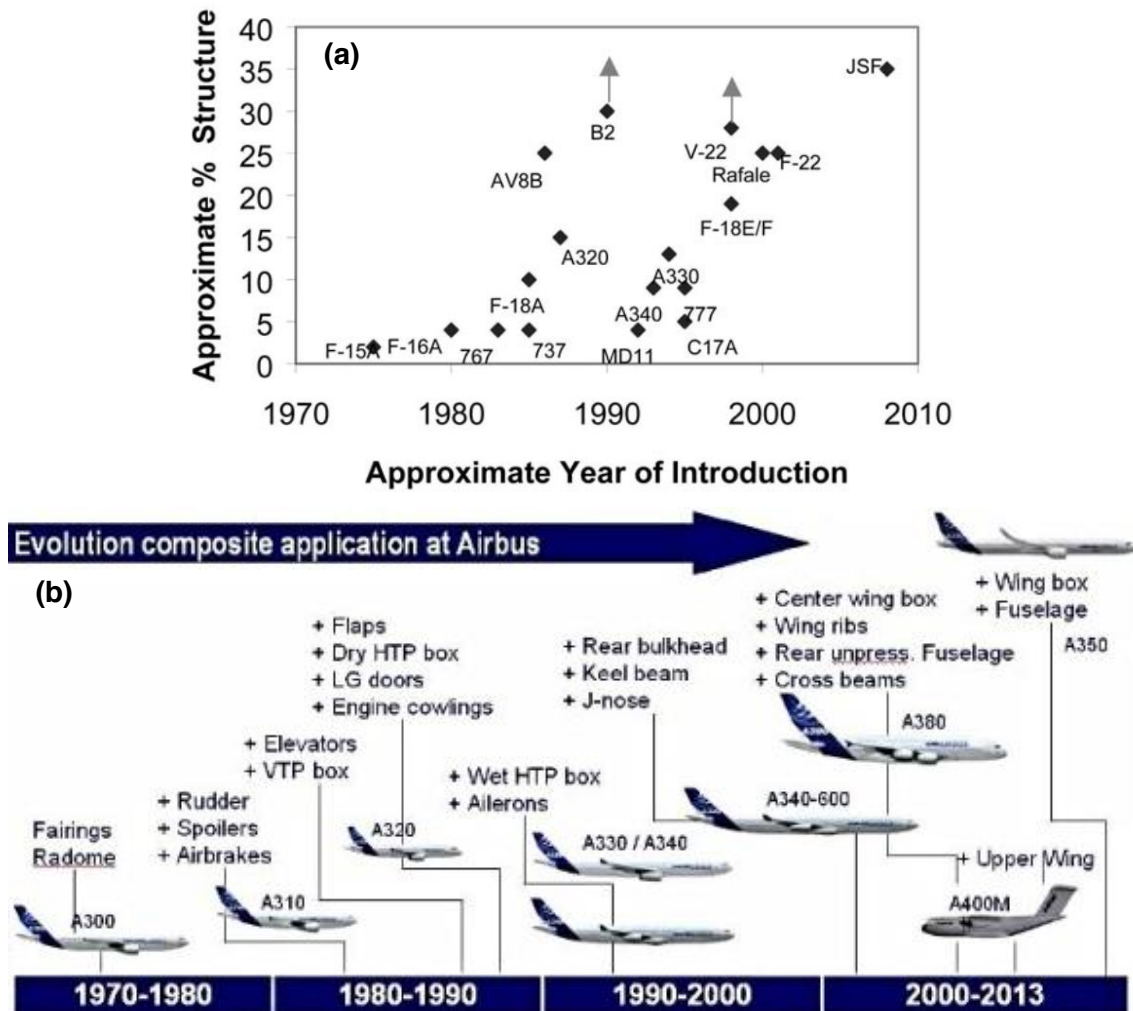 (a)
Approximate % Structure
40
35
30
25
20
15
10
5
0
JSF
B2
V-22
F-22
AV8B
Rafale
F-18E/F
A320
A330
F-18A
A340
777
F-15A
F-16A
767
737
MD11
C17A
1970
1980
1990
2000
2010
Approximate Year of Introduction
Evolution composite application at Airbus
(b)
Fairings
Radome
A300
+ Rudder
+ Spoilers
+ Airbrakes
A310
+ Elevators
+ VTP box
+ Flaps
+ Dry HTP box
+ LG doors
+ Engine cowlings
A320
+ Wet HTP box
+ Ailerons
A330 / A340
+ Rear bulkhead
+ Keel beam
+ J-nose
A340-600
+ Center wing box
+ Wing ribs
+ Rear unpress. Fuselage
+ Cross beams
A380
+ Wing box
+ Fuselage
A350
+ Upper Wing
A400M
1970-1980
1980-1990
1990-2000
2000-2013